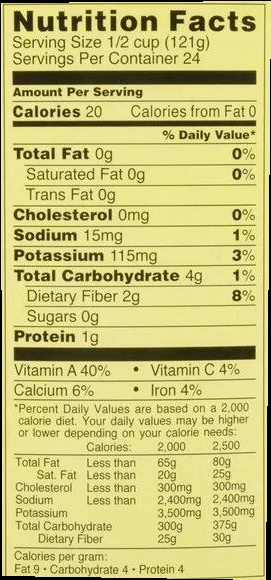 Nutrition Facts
Serving Size 1/2 cup (121g)
Servings Per Container 24
Amount Per Serving
Calories 20 Calories from Fat 0
% Daily Value*
Total Fat 0g 0%
Saturated Fat 0g 0%
Trans Fat 0g
Cholesterol 0mg 0%
Sodium 15mg 1%
Potassium 115mg 3%
Total Carbohydrate 4g 1%
Dietary Fiber 2g 8%
Sugars 0g
Protein 1g
Vitamin A 40% • Vitamin C 4%
Calcium 6% • Iron 4%
*Percent Daily Values are based on a 2,000
calorie diet. Your daily values may be higher
or lower depending on your calorie needs:
Calories: 2,000 2,500
Total Fat Less than 65g 80g
Sat. Fat Less than 20g 25g
Cholesterol Less than 300mg 300mg
Sodium Less than 2,400mg 2,400mg
Potassium 3,500mg 3,500mg
Total Carbohydrate 300g 375g
Dietary Fiber 25g 30g
Calories per gram:
Fat 9 • Carbohydrate 4 • Protein 4